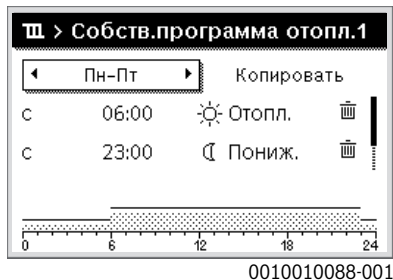 > Собств.программа отопл.1
Пн-Пт Копировать
с 06:00 Отопл.
с 23:00 Пониж.
0 6 12 18 24
0010010088-001